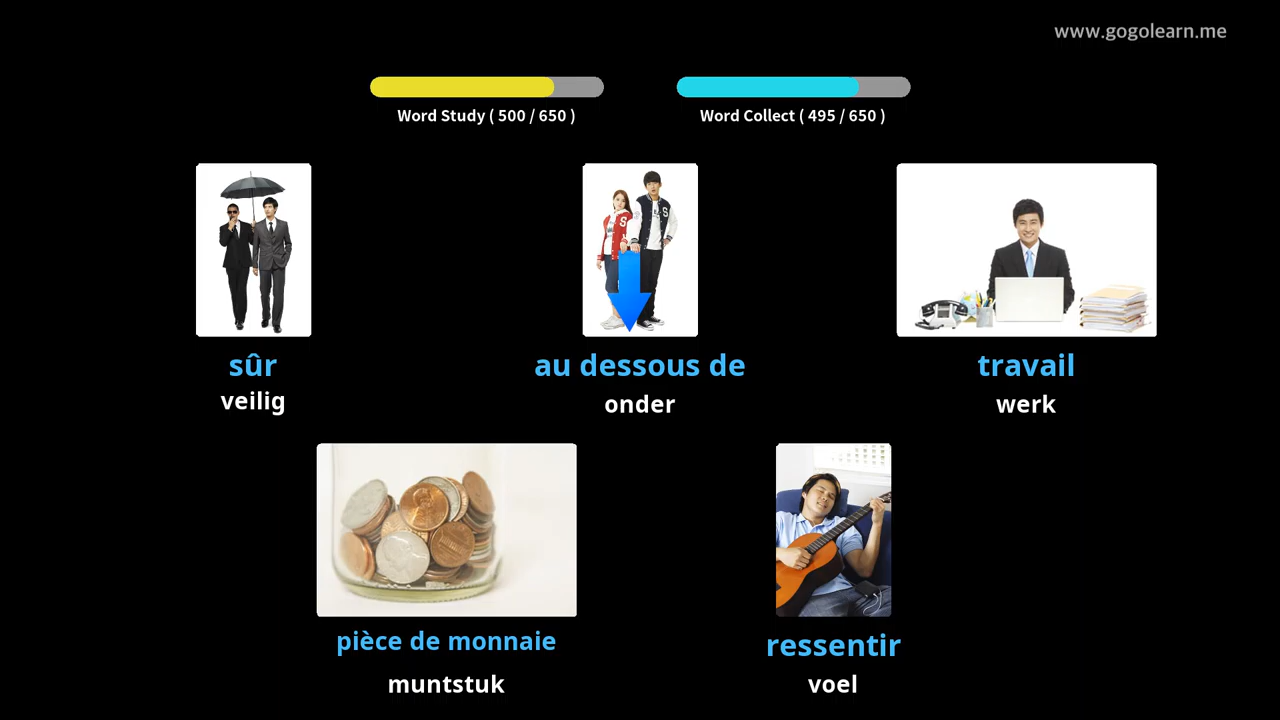 www.gogolearn.me
Word Study ( 500 / 650 )
Word Collect ( 495 / 650 )
sûr
veilig
au dessous de
onder
travail
werk
pièce de monnaie
muntstuk
ressentir
voel